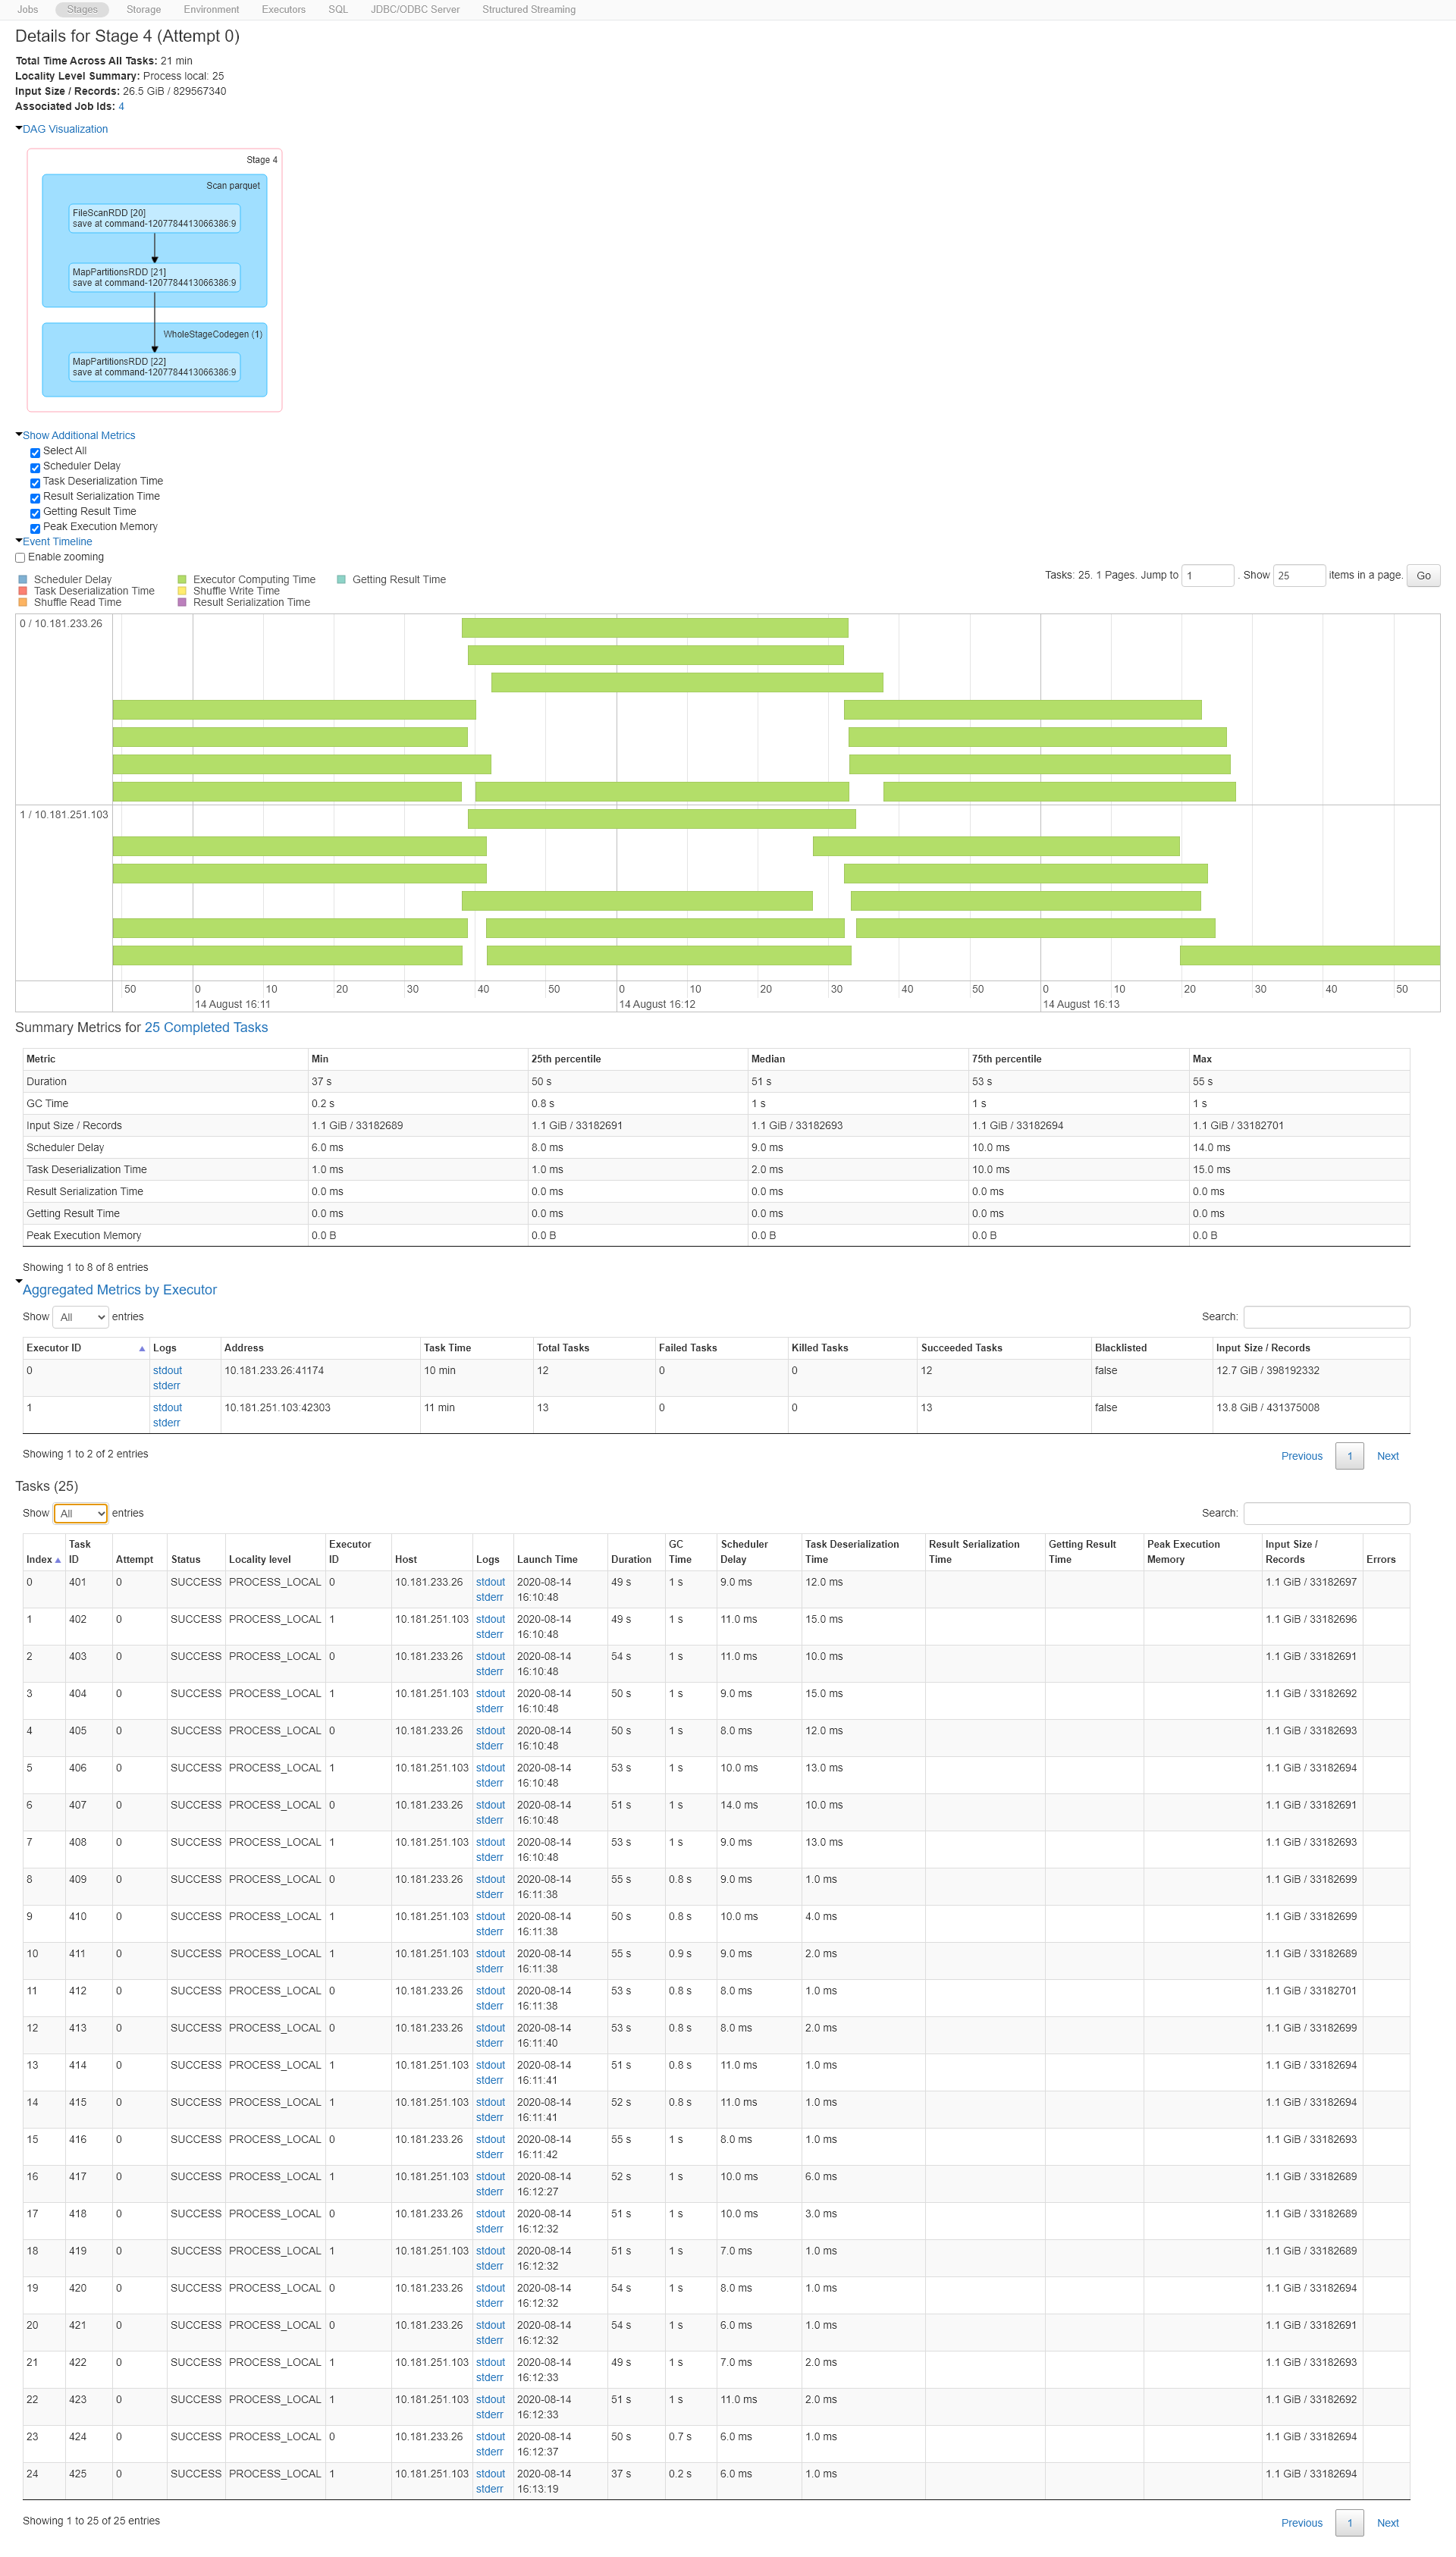 Jobs Stages Storage Environment Executors SQL JDBC/ODBC Server Structured Streaming
Details for Stage 4 (Attempt 0)
Total Time Across All Tasks: 21 min
Locality Level Summary: Process local: 25
Input Size / Records: 26.5 GiB / 829567340
Associated Job Ids: 4
DAG Visualization
Stage 4
Scan parquet
FileScanRDD [20]
save at command-1207784413066386:9
MapPartitionsRDD [21]
save at command-1207784413066386:9
WholeStageCodegen (1)
MapPartitionsRDD [22]
save at command-1207784413066386:9
Show Additional Metrics
Select All
Scheduler Delay
Task Deserialization Time
Result Serialization Time
Getting Result Time
Peak Execution Memory
Event Timeline
Enable zooming
Tasks: 25. 1 Pages. Jump to 1 . Show 25 items in a page. Go
Scheduler Delay Executor Computing Time Getting Result Time
Task Deserialization Time Shuffle Write Time
Shuffle Read Time Result Serialization Time
0 / 10.181.233.26
1 / 10.181.251.103
50 0 10 20 30 40 50 0 10 20 30 40 50 0 10 20 30 40 50
14 August 16:11 14 August 16:12 14 August 16:13
Summary Metrics for 25 Completed Tasks
Metric Min 25th percentile Median 75th percentile Max
Duration 37 s 50 s 51 s 53 s 55 s
GC Time 0.2 s 0.8 s 1 s 1 s 1 s
Input Size / Records 1.1 GiB / 33182689 1.1 GiB / 33182691 1.1 GiB / 33182693 1.1 GiB / 33182694 1.1 GiB / 33182701
Scheduler Delay 6.0 ms 8.0 ms 9.0 ms 10.0 ms 14.0 ms
Task Deserialization Time 1.0 ms 1.0 ms 2.0 ms 10.0 ms 15.0 ms
Result Serialization Time 0.0 ms 0.0 ms 0.0 ms 0.0 ms 0.0 ms
Getting Result Time 0.0 ms 0.0 ms 0.0 ms 0.0 ms 0.0 ms
Peak Execution Memory 0.0 B 0.0 B 0.0 B 0.0 B 0.0 B
Showing 1 to 8 of 8 entries
Aggregated Metrics by Executor
Show All entries Search:
Executor ID Logs Address Task Time Total Tasks Failed Tasks Killed Tasks Succeeded Tasks Blacklisted Input Size / Records
0 stdout 10.181.233.26:41174 10 min 12 0 0 12 false 12.7 GiB / 398192332
stderr
1 stdout 10.181.251.103:42303 11 min 13 0 0 13 false 13.8 GiB / 431375008
stderr
Showing 1 to 2 of 2 entries
Previous 1 Next
Tasks (25)
Show All entries Search:
Task Executor GC Scheduler Task Deserialization Result Serialization Getting Result Peak Execution Input Size /
Index ID Attempt Status Locality level ID Host Logs Launch Time Duration Time Delay Time Time Time Memory Records Errors
0 401 0 SUCCESS PROCESS_LOCAL 0 10.181.233.26 stdout 2020-08-14 49 s 1 s 9.0 ms 12.0 ms 1.1 GiB / 33182697
stderr 16:10:48
1 402 0 SUCCESS PROCESS_LOCAL 1 10.181.251.103 stdout 2020-08-14 49 s 1 s 11.0 ms 15.0 ms 1.1 GiB / 33182696
stderr 16:10:48
2 403 0 SUCCESS PROCESS_LOCAL 0 10.181.233.26 stdout 2020-08-14 54 s 1 s 11.0 ms 10.0 ms 1.1 GiB / 33182691
stderr 16:10:48
3 404 0 SUCCESS PROCESS_LOCAL 1 10.181.251.103 stdout 2020-08-14 50 s 1 s 9.0 ms 15.0 ms 1.1 GiB / 33182692
stderr 16:10:48
4 405 0 SUCCESS PROCESS_LOCAL 0 10.181.233.26 stdout 2020-08-14 50 s 1 s 8.0 ms 12.0 ms 1.1 GiB / 33182693
stderr 16:10:48
5 406 0 SUCCESS PROCESS_LOCAL 1 10.181.251.103 stdout 2020-08-14 53 s 1 s 10.0 ms 13.0 ms 1.1 GiB / 33182694
stderr 16:10:48
6 407 0 SUCCESS PROCESS_LOCAL 0 10.181.233.26 stdout 2020-08-14 51 s 1 s 14.0 ms 10.0 ms 1.1 GiB / 33182691
stderr 16:10:48
7 408 0 SUCCESS PROCESS_LOCAL 1 10.181.251.103 stdout 2020-08-14 53 s 1 s 9.0 ms 13.0 ms 1.1 GiB / 33182693
stderr 16:10:48
8 409 0 SUCCESS PROCESS_LOCAL 0 10.181.233.26 stdout 2020-08-14 55 s 0.8 s 9.0 ms 1.0 ms 1.1 GiB / 33182699
stderr 16:11:38
9 410 0 SUCCESS PROCESS_LOCAL 1 10.181.251.103 stdout 2020-08-14 50 s 0.8 s 10.0 ms 4.0 ms 1.1 GiB / 33182699
stderr 16:11:38
10 411 0 SUCCESS PROCESS_LOCAL 1 10.181.251.103 stdout 2020-08-14 55 s 0.9 s 9.0 ms 2.0 ms 1.1 GiB / 33182689
stderr 16:11:38
11 412 0 SUCCESS PROCESS_LOCAL 0 10.181.233.26 stdout 2020-08-14 53 s 0.8 s 8.0 ms 1.0 ms 1.1 GiB / 33182701
stderr 16:11:38
12 413 0 SUCCESS PROCESS_LOCAL 0 10.181.233.26 stdout 2020-08-14 53 s 0.8 s 8.0 ms 2.0 ms 1.1 GiB / 33182699
stderr 16:11:40
13 414 0 SUCCESS PROCESS_LOCAL 1 10.181.251.103 stdout 2020-08-14 51 s 0.8 s 11.0 ms 1.0 ms 1.1 GiB / 33182694
stderr 16:11:41
14 415 0 SUCCESS PROCESS_LOCAL 1 10.181.251.103 stdout 2020-08-14 52 s 0.8 s 11.0 ms 1.0 ms 1.1 GiB / 33182694
stderr 16:11:41
15 416 0 SUCCESS PROCESS_LOCAL 0 10.181.233.26 stdout 2020-08-14 55 s 1 s 8.0 ms 1.0 ms 1.1 GiB / 33182693
stderr 16:11:42
16 417 0 SUCCESS PROCESS_LOCAL 1 10.181.251.103 stdout 2020-08-14 52 s 1 s 10.0 ms 6.0 ms 1.1 GiB / 33182689
stderr 16:12:27
17 418 0 SUCCESS PROCESS_LOCAL 0 10.181.233.26 stdout 2020-08-14 51 s 1 s 10.0 ms 3.0 ms 1.1 GiB / 33182689
stderr 16:12:32
18 419 0 SUCCESS PROCESS_LOCAL 1 10.181.251.103 stdout 2020-08-14 51 s 1 s 7.0 ms 1.0 ms 1.1 GiB / 33182689
stderr 16:12:32
19 420 0 SUCCESS PROCESS_LOCAL 0 10.181.233.26 stdout 2020-08-14 54 s 1 s 8.0 ms 1.0 ms 1.1 GiB / 33182694
stderr 16:12:32
20 421 0 SUCCESS PROCESS_LOCAL 0 10.181.233.26 stdout 2020-08-14 54 s 1 s 6.0 ms 1.0 ms 1.1 GiB / 33182691
stderr 16:12:32
21 422 0 SUCCESS PROCESS_LOCAL 1 10.181.251.103 stdout 2020-08-14 49 s 1 s 7.0 ms 2.0 ms 1.1 GiB / 33182693
stderr 16:12:33
22 423 0 SUCCESS PROCESS_LOCAL 1 10.181.251.103 stdout 2020-08-14 51 s 1 s 11.0 ms 2.0 ms 1.1 GiB / 33182692
stderr 16:12:33
23 424 0 SUCCESS PROCESS_LOCAL 0 10.181.233.26 stdout 2020-08-14 50 s 0.7 s 6.0 ms 1.0 ms 1.1 GiB / 33182694
stderr 16:12:37
24 425 0 SUCCESS PROCESS_LOCAL 1 10.181.251.103 stdout 2020-08-14 37 s 0.2 s 6.0 ms 1.0 ms 1.1 GiB / 33182694
stderr 16:13:19
Showing 1 to 25 of 25 entries
Previous 1 Next